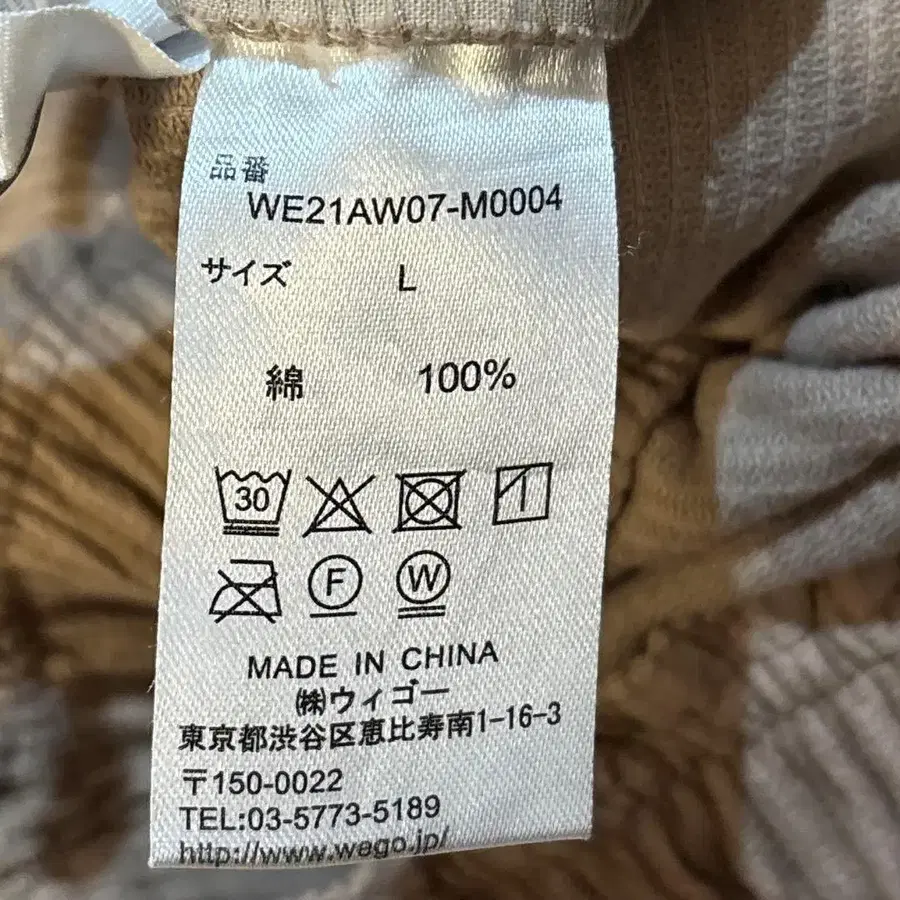 品番
WE21AW07-M0004
サイズ L
綿 100%
30
F W
MADE IN CHINA
㈱ウィゴー
東京都渋谷区恵比寿南1-16-3
〒150-0022
TEL:03-5773-5189
http://www.wego.jp/